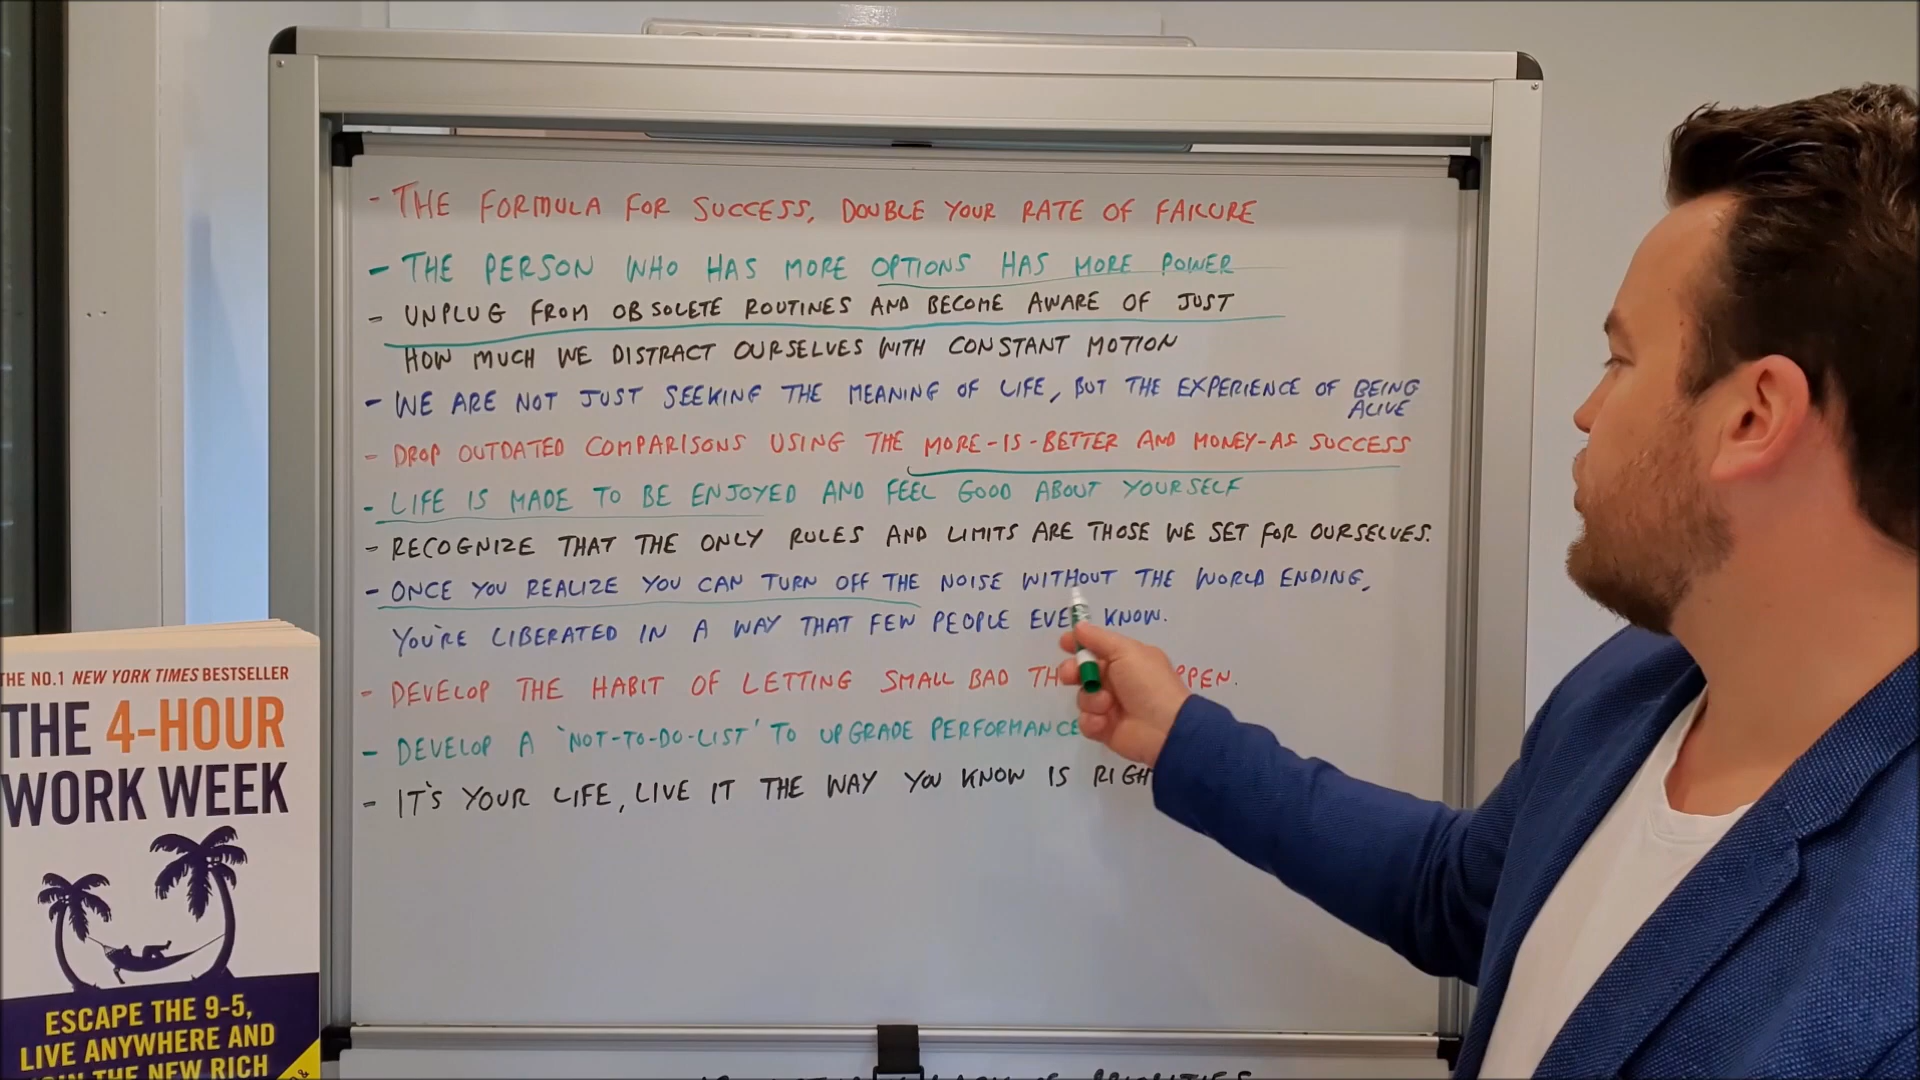 - THE FORMULA FOR SUCCESS, DOUBLE YOUR RATE OF FAILURE
- THE PERSON WHO HAS MORE OPTIONS HAS MORE POWER
- UNPLUG FROM OBSOLETE ROUTINES AND BECOME AWARE OF JUST
HOW MUCH WE DISTRACT OURSELVES WITH CONSTANT MOTION
- WE ARE NOT JUST SEEKING THE MEANING OF LIFE, BUT THE EXPERIENCE OF BEING
ALIVE
- DROP OUTDATED COMPARISONS USING THE MORE-IS-BETTER AND MONEY-AS SUCCESS
- LIFE IS MADE TO BE ENJOYED AND FEEL GOOD ABOUT YOURSELF
- RECOGNIZE THAT THE ONLY RULES AND LIMITS ARE THOSE WE SET FOR OURSELVES.
- ONCE YOU REALIZE YOU CAN TURN OFF THE NOISE WITHOUT THE WORLD ENDING,
YOU'RE LIBERATED IN A WAY THAT FEW PEOPLE EVE KNOW.
- DEVELOP THE HABIT OF LETTING SMALL BAD TH PPEN.
- DEVELOP A 'NOT-TO-DO-LIST' TO UPGRADE PERFORMANCE
- IT'S YOUR LIFE, LIVE IT THE WAY YOU KNOW IS RIGH
THE NO.1 NEW YORK TIMES BESTSELLER
THE 4-HOUR
WORK WEEK
ESCAPE THE 9-5,
LIVE ANYWHERE AND
JOIN THE NEW RICH
OF PRIORITIES